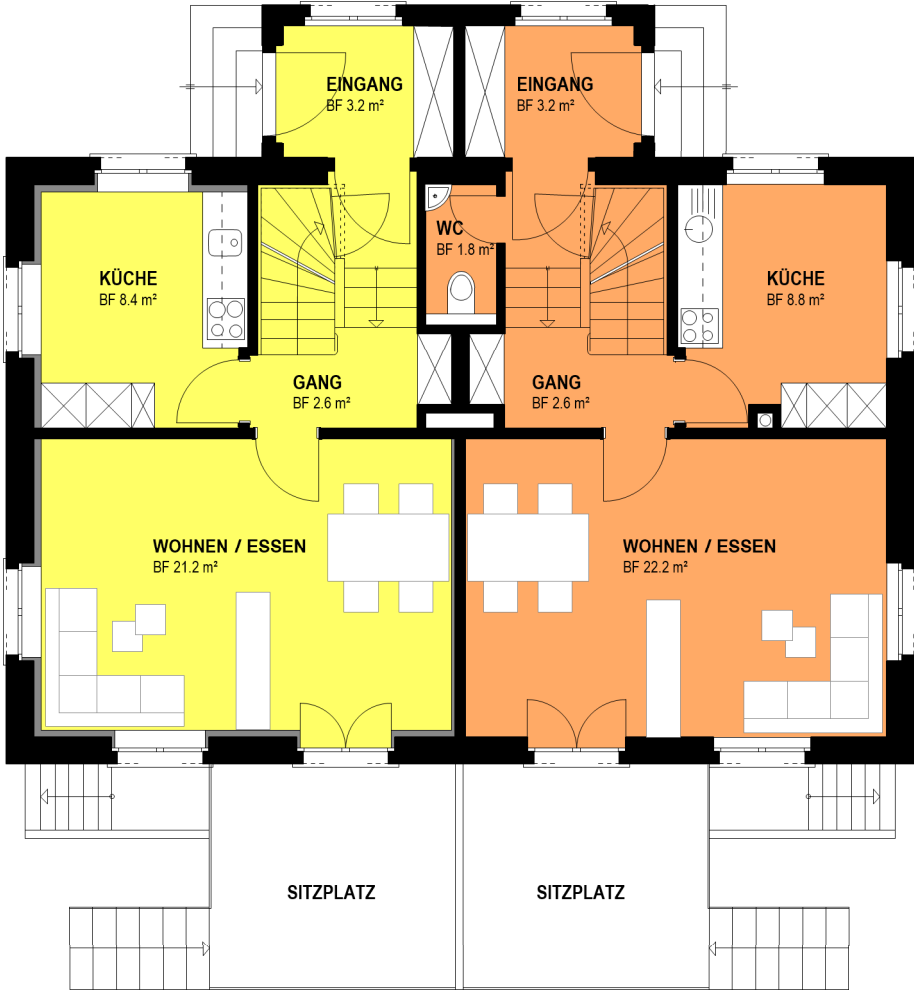 EINGANG
BF 3.2 m²
EINGANG
BF 3.2 m²
WC
BF 1.8 m²
KÜCHE
BF 8.4 m²
KÜCHE
BF 8.8 m²
GANG
BF 2.6 m²
GANG
BF 2.6 m²
WOHNEN / ESSEN
BF 21.2 m²
WOHNEN / ESSEN
BF 22.2 m²
SITZPLATZ
SITZPLATZ